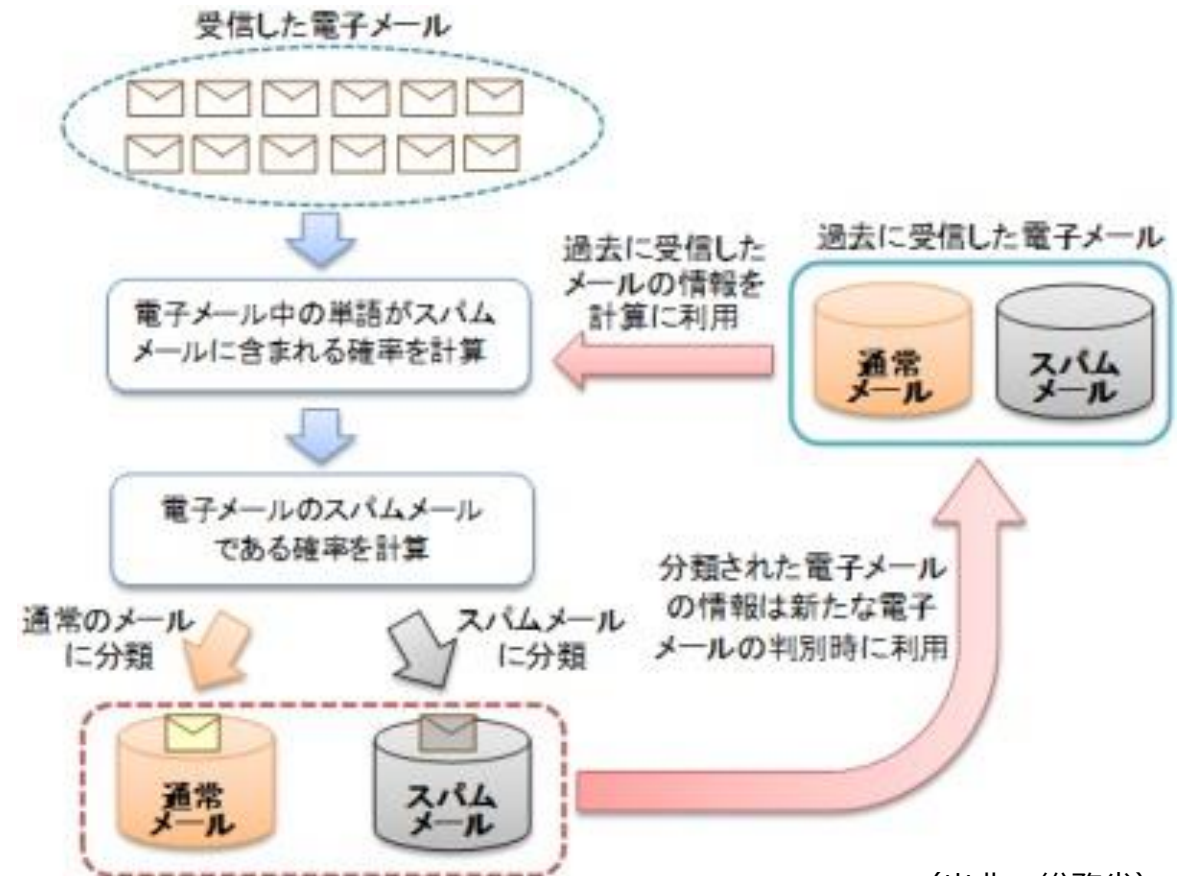 受信した電子メール
過去に受信した
メールの情報を
計算に利用
過去に受信した電子メール
通常
メール
スパム
メール
電子メール中の単語がスパム
メールに含まれる確率を計算
電子メールのスパムメール
である確率を計算
通常のメール
に分類
スパムメール
に分類
分類された電子メール
の情報は新たな電子
メールの判別時に利用
通常
メール
スパム
メール